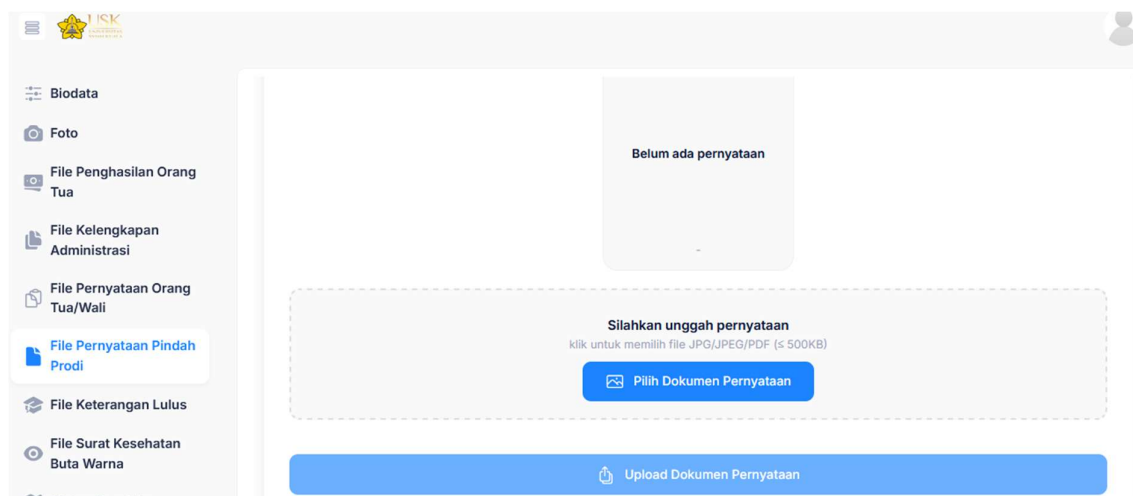 USK
Biodata
Foto
File Penghasilan Orang
Tua
File Kelengkapan
Administrasi
File Pernyataan Orang
Tua/Wali
File Pernyataan Pindah
Prodi
File Keterangan Lulus
File Surat Kesehatan
Buta Warna
Belum ada pernyataan
-
Silahkan unggah pernyataan
klik untuk memilih file JPG/JPEG/PDF (≤ 500KB)
Pilih Dokumen Pernyataan
Upload Dokumen Pernyataan